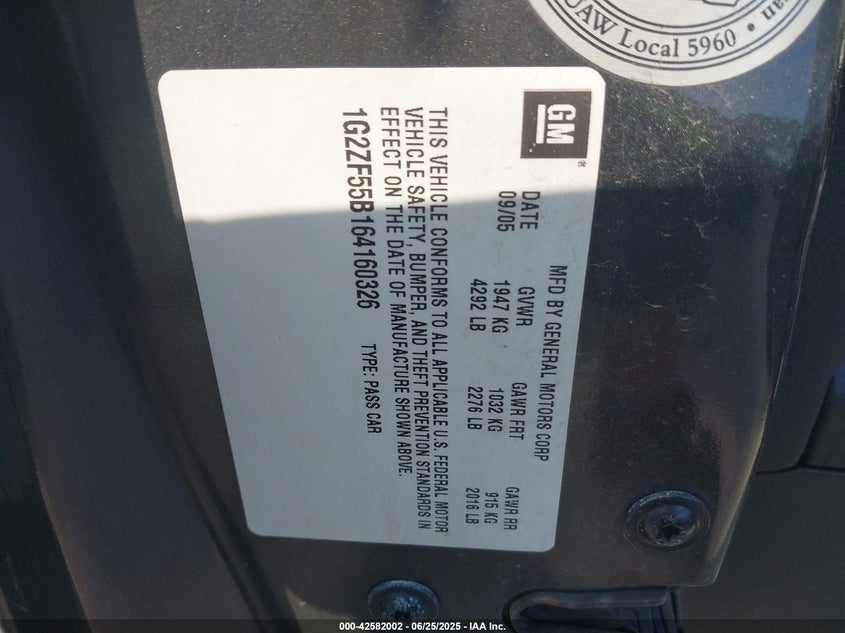 UAW Local 5960 •
GM
®
MFD BY GENERAL MOTORS CORP
DATE GVWR GAWR FRT GAWR RR
09/05 1947 KG 1032 KG 915 KG
4292 LB 2276 LB 2016 LB
THIS VEHICLE CONFORMS TO ALL APPLICABLE U.S. FEDERAL MOTOR
VEHICLE SAFETY, BUMPER, AND THEFT PREVENTION STANDARDS IN
EFFECT ON THE DATE OF MANUFACTURE SHOWN ABOVE.
1G2ZF55B164160326 TYPE: PASS CAR
000-42582002 - 06/25/2025 - IAA Inc.